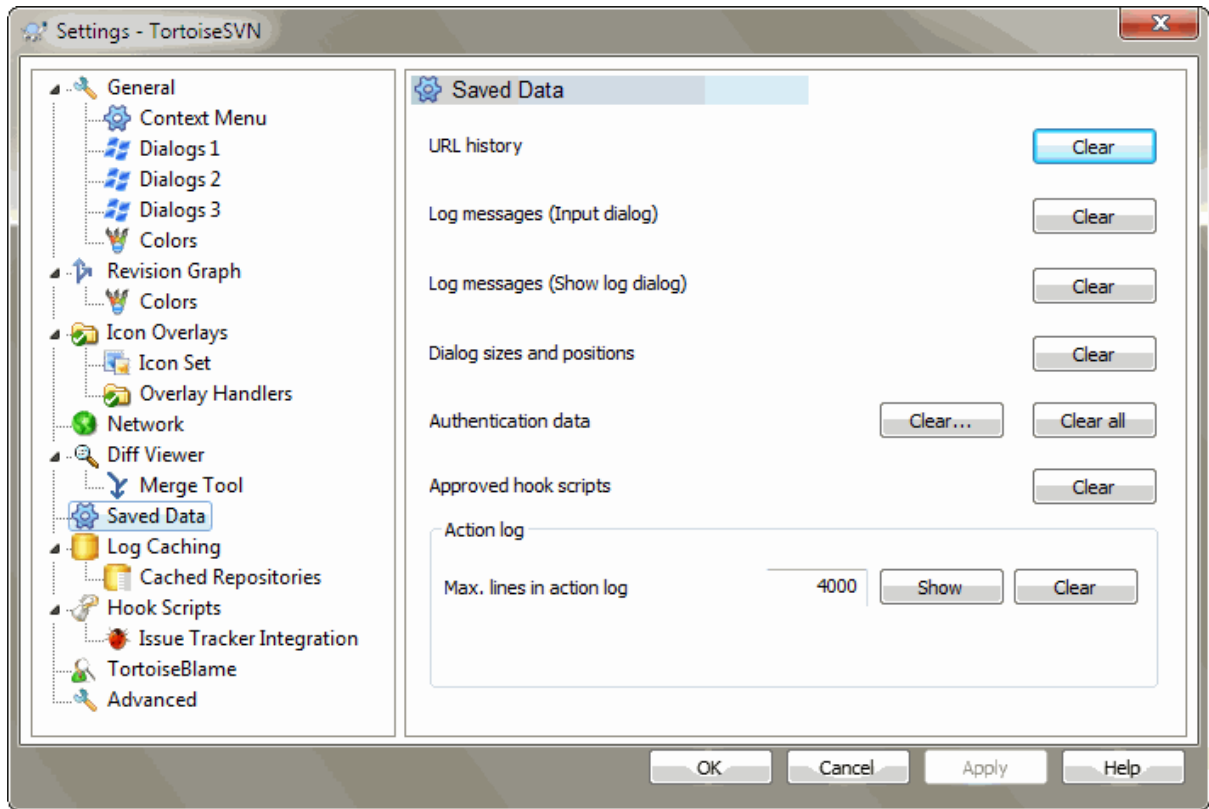 Settings - TortoiseSVN
General
Context Menu
Dialogs 1
Dialogs 2
Dialogs 3
Colors
Revision Graph
Colors
Icon Overlays
Icon Set
Overlay Handlers
Network
Diff Viewer
Merge Tool
Saved Data
Log Caching
Cached Repositories
Hook Scripts
Issue Tracker Integration
TortoiseBlame
Advanced
Saved Data
URL history Clear
Log messages (Input dialog) Clear
Log messages (Show log dialog) Clear
Dialog sizes and positions Clear
Authentication data Clear... Clear all
Approved hook scripts Clear
Action log
Max. lines in action log 4000 Show Clear
OK Cancel Apply Help